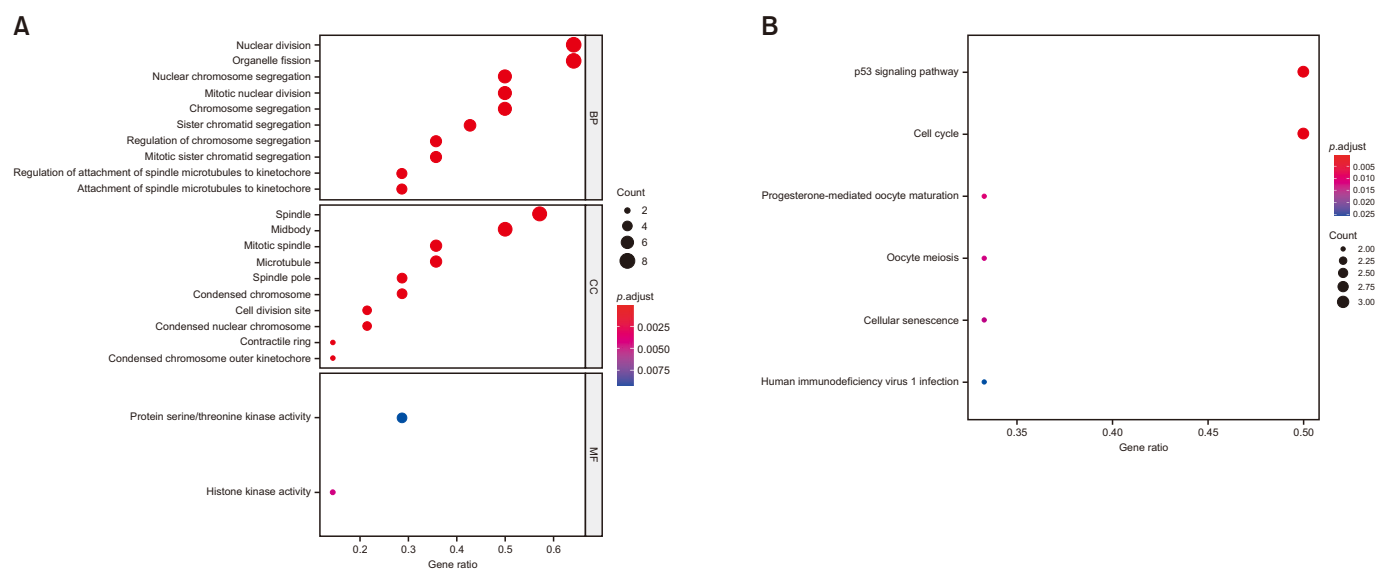 A
Nuclear division
Organelle fission
Nuclear chromosome segregation
Mitotic nuclear division
Chromosome segregation
Sister chromatid segregation
Regulation of chromosome segregation
Mitotic sister chromatid segregation
Regulation of attachment of spindle microtubules to kinetochore
Attachment of spindle microtubules to kinetochore
BP
Spindle
Midbody
Mitotic spindle
Microtubule
Spindle pole
Condensed chromosome
Cell division site
Condensed nuclear chromosome
Contractile ring
Condensed chromosome outer kinetochore
CC
Protein serine/threonine kinase activity
Histone kinase activity
MF
0.2 0.3 0.4 0.5 0.6
Gene ratio
Count
2
4
6
8
p.adjust
0.0025
0.0050
0.0075
B
p53 signaling pathway
Cell cycle
Progesterone-mediated oocyte maturation
Oocyte meiosis
Cellular senescence
Human immunodeficiency virus 1 infection
0.35 0.40 0.45 0.50
Gene ratio
p.adjust
0.005
0.010
0.015
0.020
0.025
Count
2.00
2.25
2.50
2.75
3.00